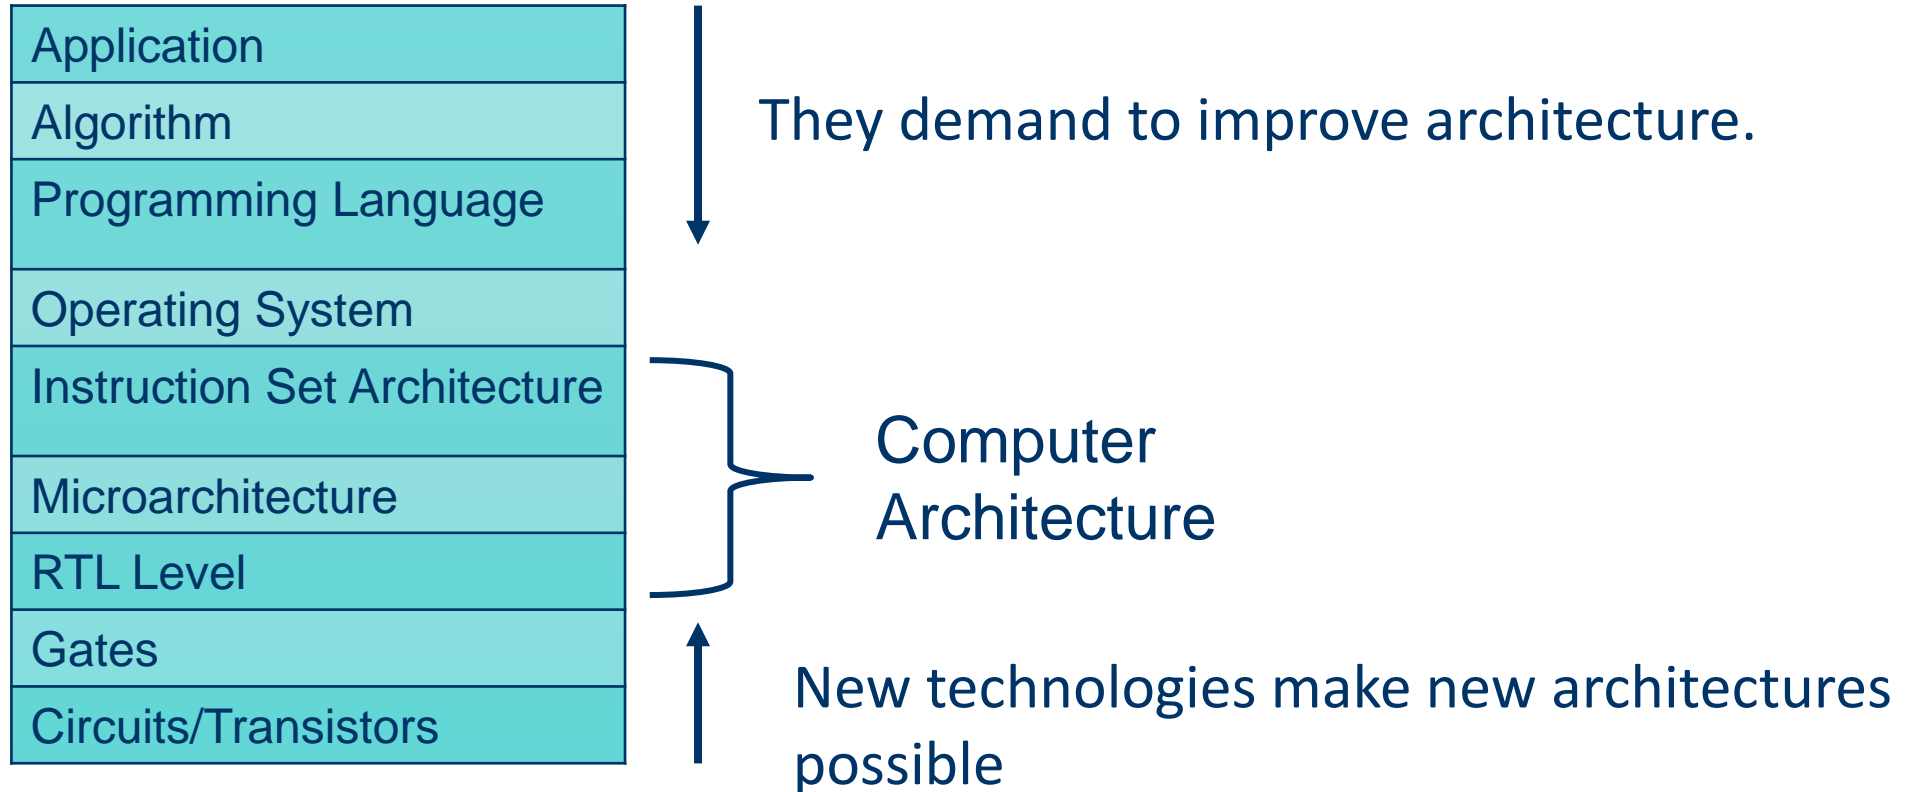 Application
Algorithm
Programming Language
Operating System
Instruction Set Architecture
Microarchitecture
RTL Level
Gates
Circuits/Transistors
They demand to improve architecture.
Computer
Architecture
New technologies make new architectures
possible